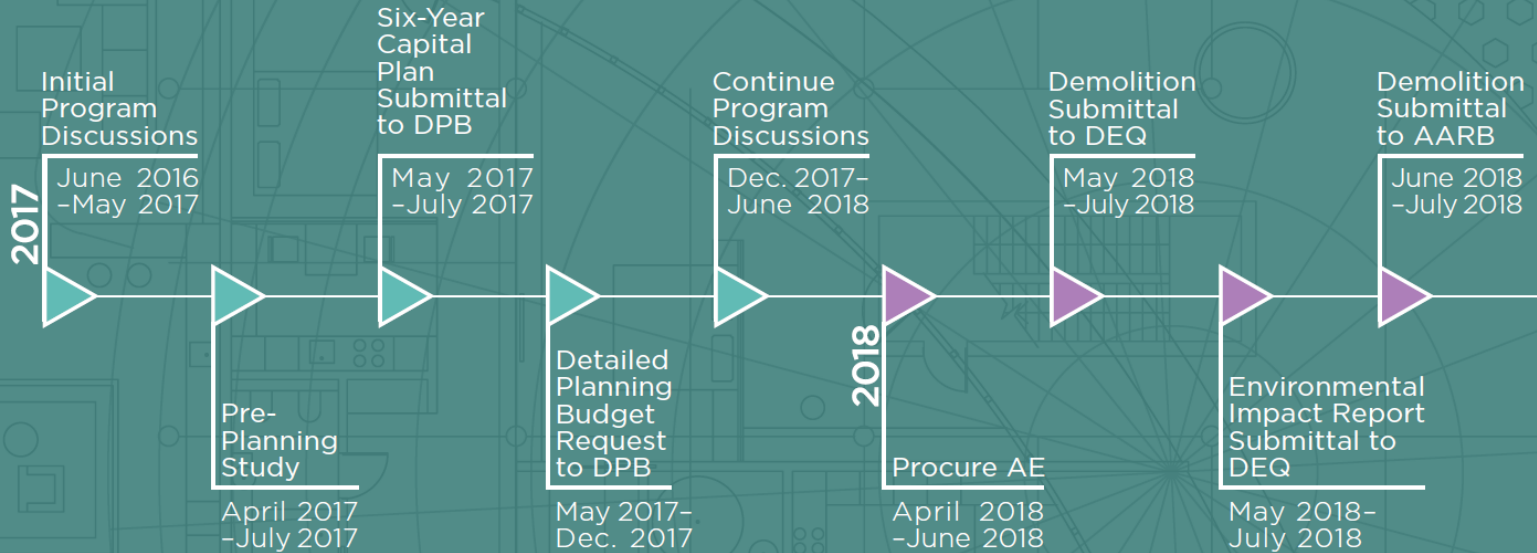 2017
Initial
Program
Discussions
June 2016
–May 2017
Pre-
Planning
Study
April 2017
–July 2017
Six-Year
Capital
Plan
Submittal
to DPB
May 2017
–July 2017
Detailed
Planning
Budget
Request
to DPB
May 2017–
Dec. 2017
Continue
Program
Discussions
Dec. 2017–
June 2018
2018
Procure AE
April 2018
–June 2018
Demolition
Submittal
to DEQ
May 2018
–July 2018
Environmental
Impact Report
Submittal to
DEQ
May 2018–
July 2018
Demolition
Submittal
to AARB
June 2018
–July 2018